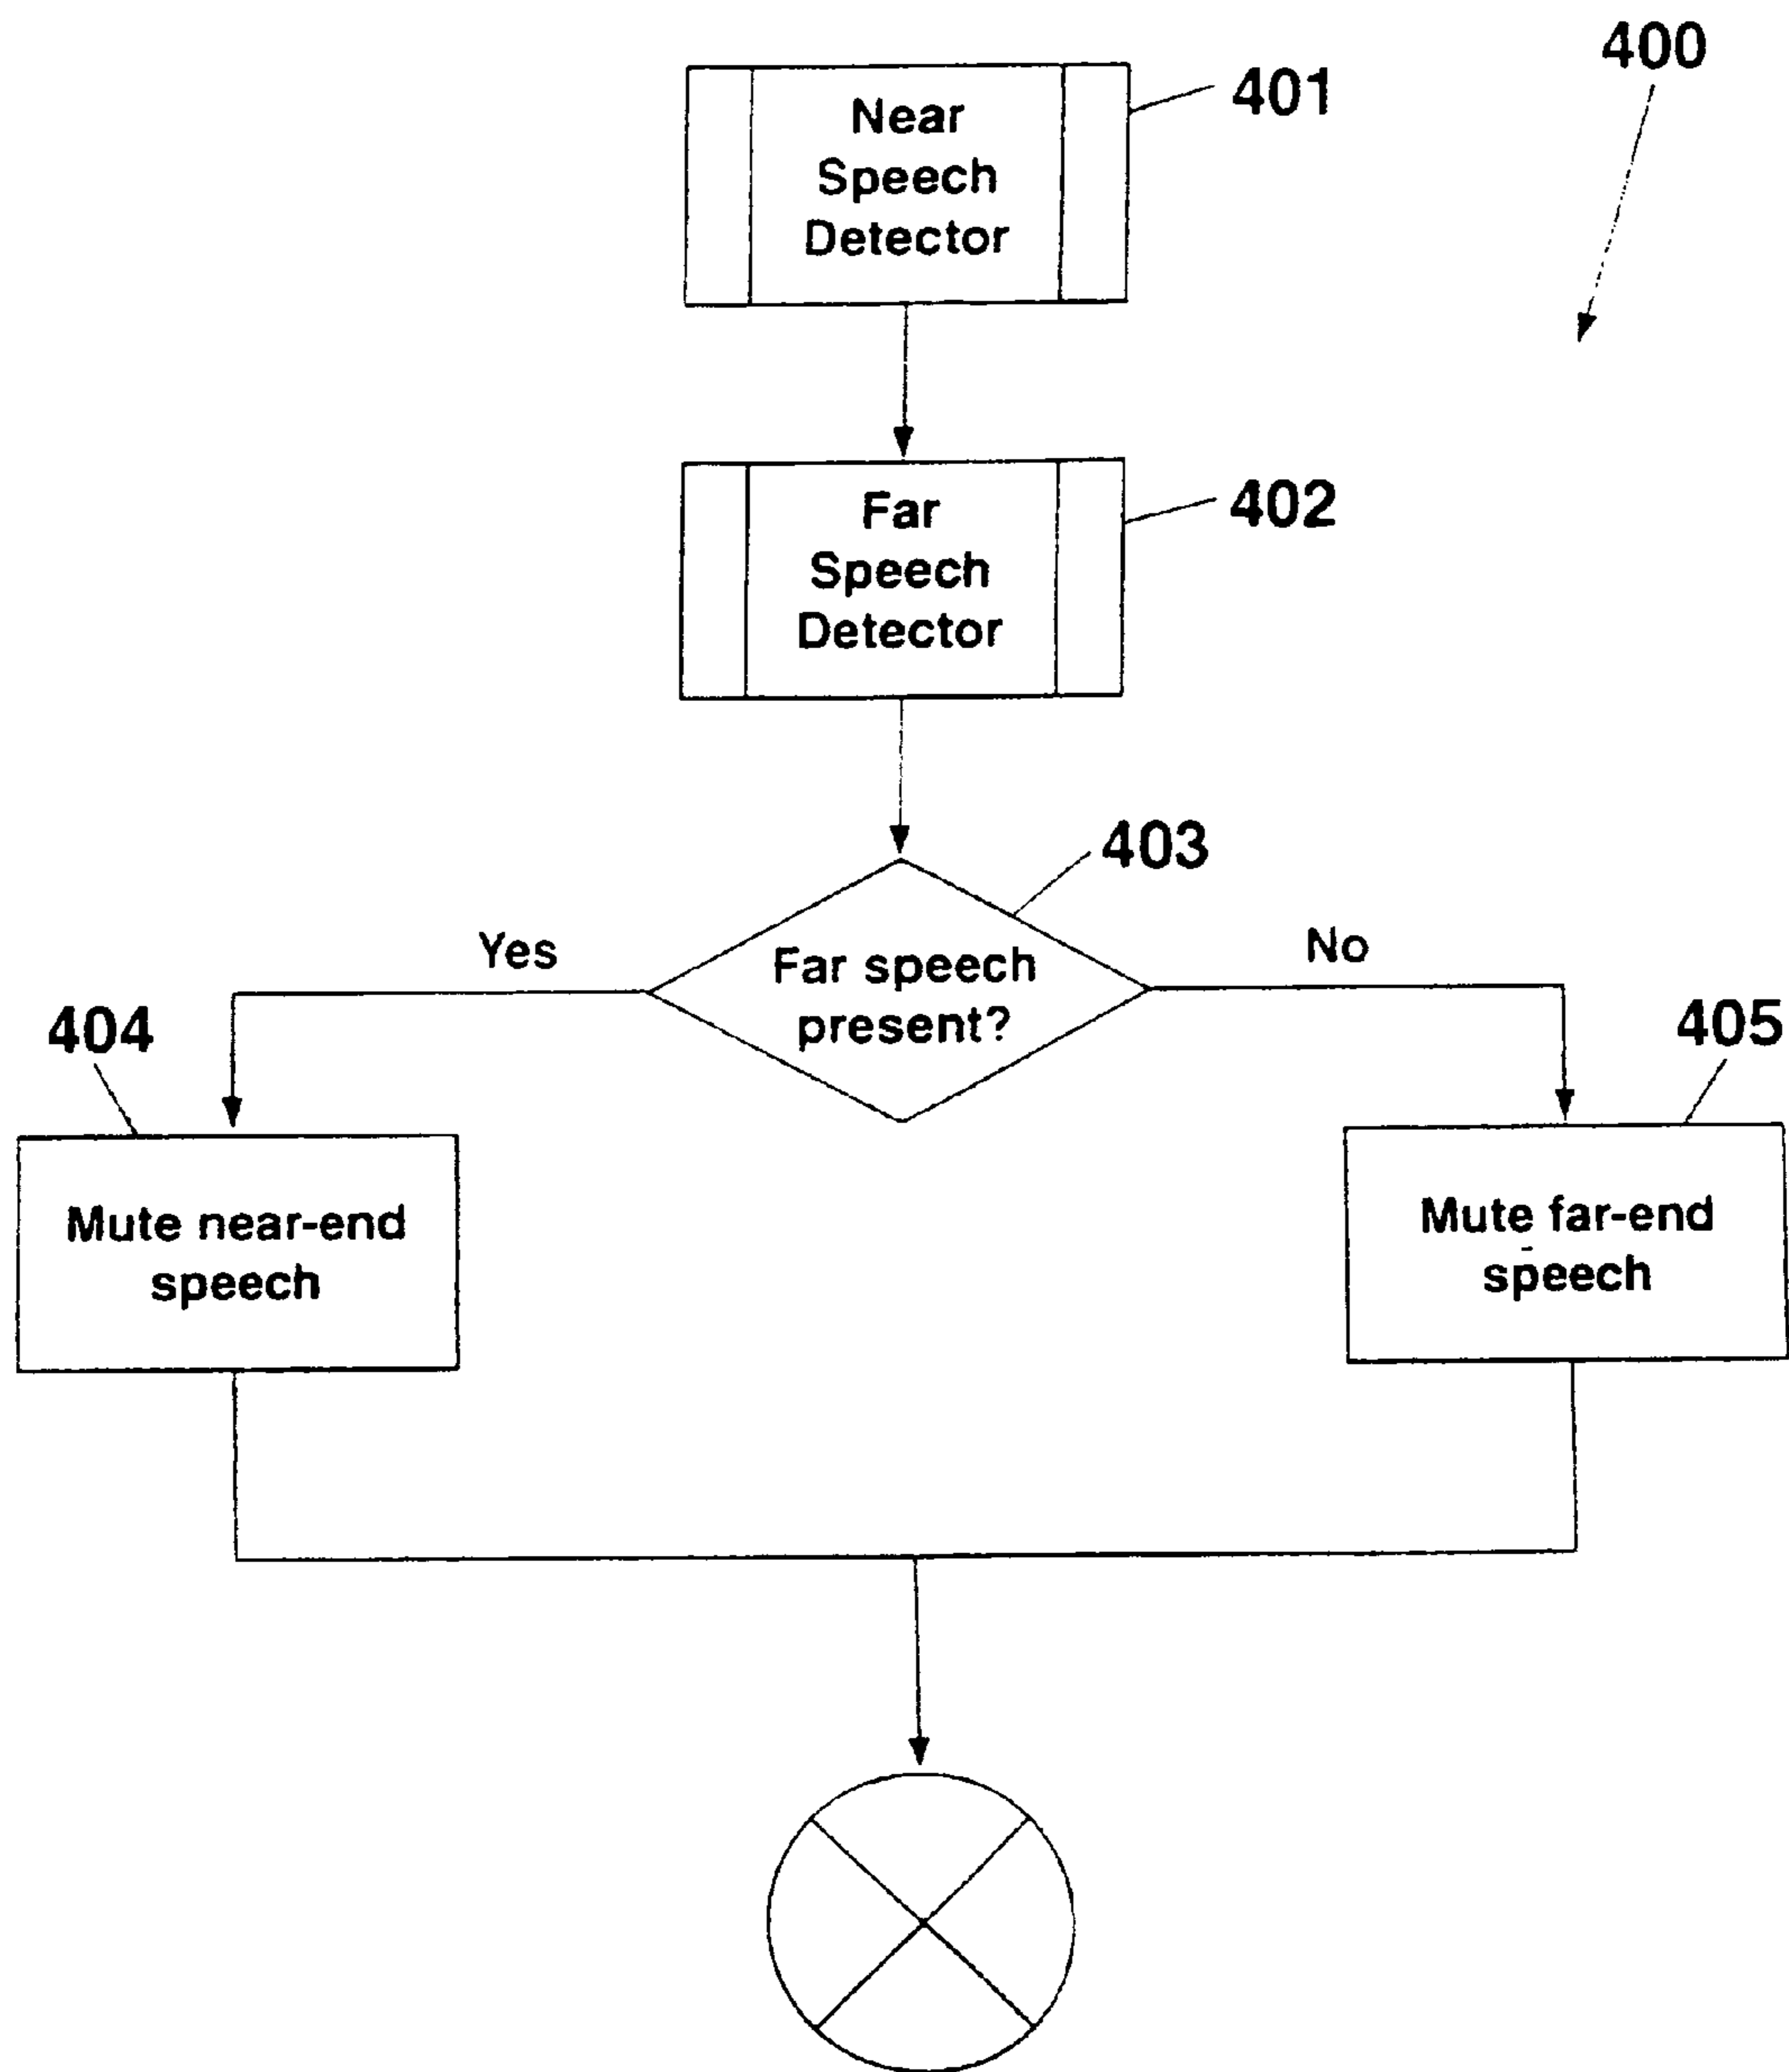 400
401
Near
Speech
Detector
402
Far
Speech
Detector
403
Yes
No
Far speech
present?
404
405
Mute near-end
speech
Mute far-end
speech